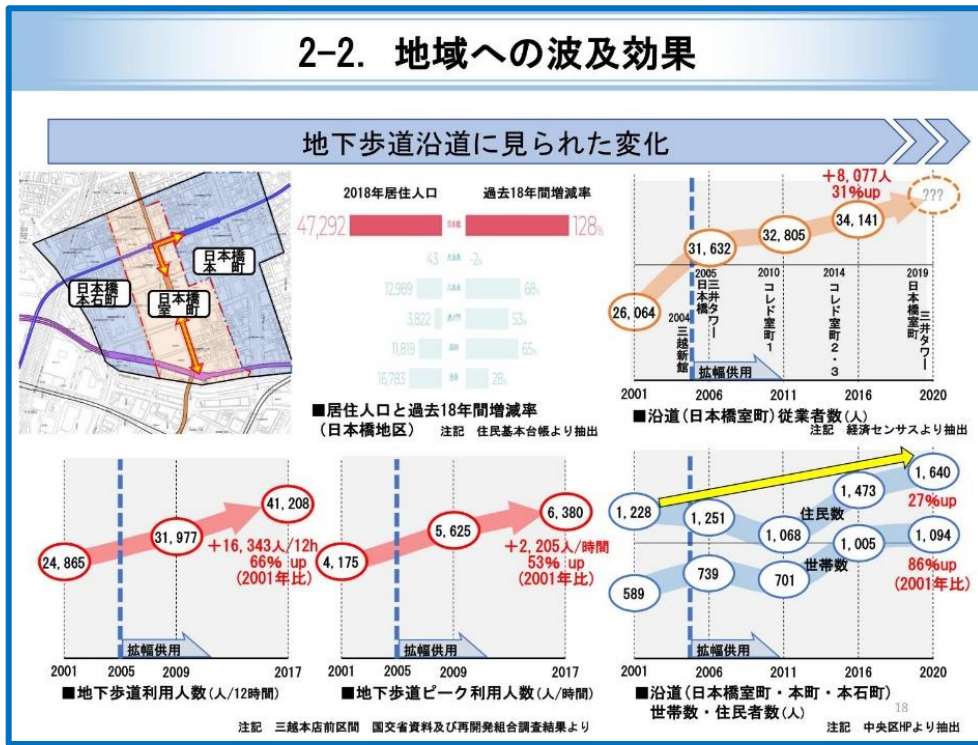 2-2. 地域への波及効果
地下歩道沿道に見られた変化
日本橋
本 町
日本橋
本石町
日本橋
室 町
2018年居住人口
過去18年間増減率
47,292
日本橋
128%
43
-2%
12,989
68%
3,822
53%
11,819
65%
16,783
28%
■居住人口と過去18年間増減率
(日本橋地区)
注記 住民基本台帳より抽出
+8,077人
31%up
???
34,141
32,805
31,632
26,064
2004 三越新館
2005 日本橋三井タワー
2010 コレド室町1
2014 コレド室町2・3
2019 日本橋室町三井タワー
拡幅供用
2001
2006
2011
2016
2020
■沿道(日本橋室町)従業者数(人)
注記 経済センサスより抽出
41,208
31,977
24,865
+16,343人/12h
66% up
(2001年比)
拡幅供用
2001
2005
2009
2017
■地下歩道利用人数(人/12時間)
6,380
5,625
4,175
+2,205人/時間
53% up
(2001年比)
拡幅供用
2001
2005
2009
2017
■地下歩道ピーク利用人数(人/時間)
注記 三越本店前区間 国交省資料及び再開発組合調査結果より
1,640
1,473
27%up
1,228
1,251
1,068
住民数
1,005
1,094
世帯数
86%up
(2001年比)
739
701
589
拡幅供用
2001
2006
2011
2016
2020
■沿道(日本橋室町・本町・本石町)
世帯数・住民者数(人)
18
注記 中央区HPより抽出